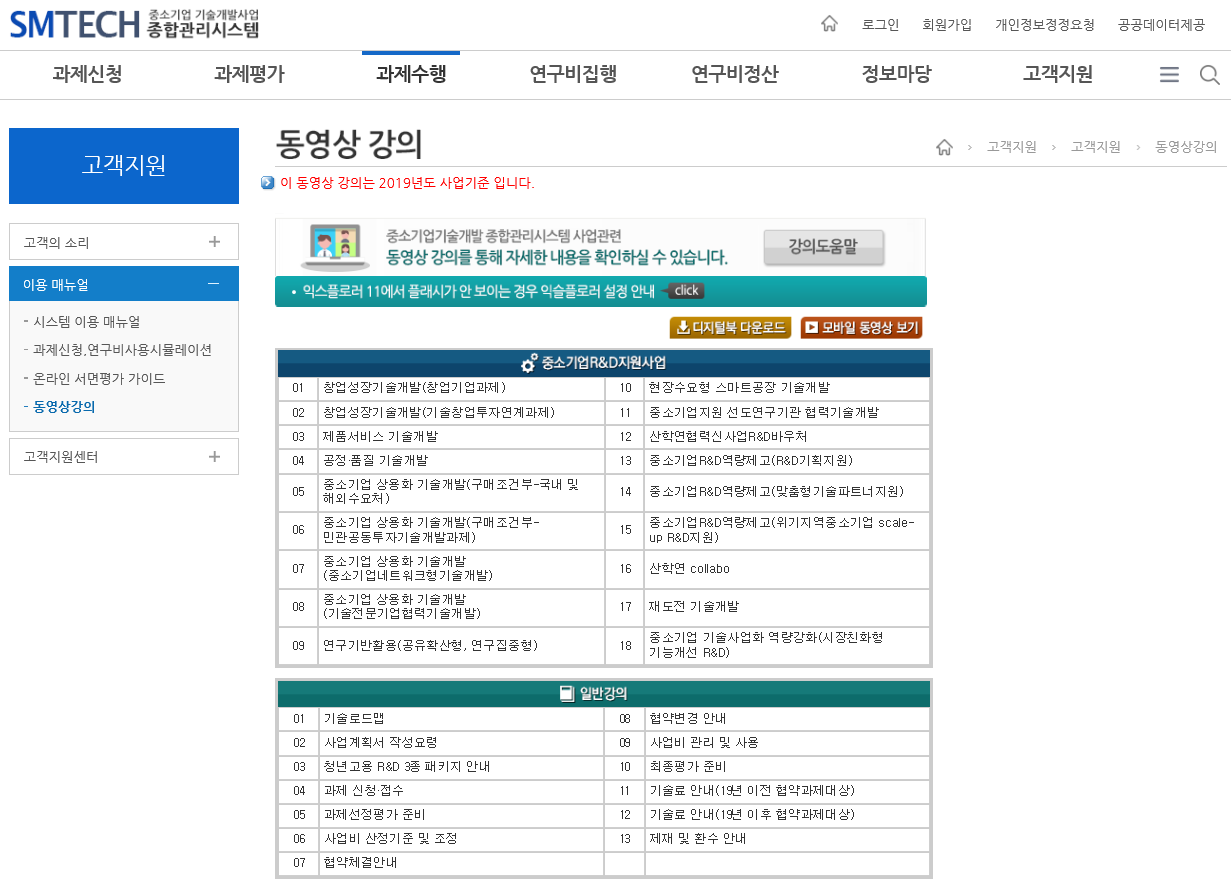 SMTECH 중소기업 기술개발사업 종합관리시스템
로그인 회원가입 개인정보정정요청 공공데이터제공
과제신청 과제평가 과제수행 연구비집행 연구비정산 정보마당 고객지원
고객지원
고객의 소리
이용 매뉴얼
- 시스템 이용 매뉴얼
- 과제신청,연구비사용시뮬레이션
- 온라인 서면평가 가이드
- 동영상강의
고객지원센터
동영상 강의
고객지원 > 고객지원 > 동영상강의
이 동영상 강의는 2019년도 사업기준 입니다.
중소기업기술개발 종합관리시스템 사업관련
동영상 강의를 통해 자세한 내용을 확인하실 수 있습니다.
강의도움말
• 익스플로러 11에서 플래시가 안 보이는 경우 익슬플로러 설정 안내 click
디지털북 다운로드 모바일 동영상 보기
중소기업R&D지원사업
01 창업성장기술개발(창업기업과제) 10 현장수요형 스마트공장 기술개발
02 창업성장기술개발(기술창업투자연계과제) 11 중소기업지원 선도연구기관 협력기술개발
03 제품서비스 기술개발 12 산학연협력신사업R&D바우처
04 공정·품질 기술개발 13 중소기업R&D역량제고(R&D기획지원)
05 중소기업 상용화 기술개발(구매조건부-국내 및
해외수요처)
14 중소기업R&D역량제고(맞춤형기술파트너지원)
06 중소기업 상용화 기술개발(구매조건부-
민관공동투자기술개발과제)
15 중소기업R&D역량제고(위기지역중소기업 scale-
up R&D지원)
07 중소기업 상용화 기술개발
(중소기업네트워크형기술개발)
16 산학연 collabo
08 중소기업 상용화 기술개발
(기술전문기업협력기술개발)
17 재도전 기술개발
09 연구기반활용(공유확산형, 연구집중형)
18 중소기업 기술사업화 역량강화(시장친화형
기능개선 R&D)
일반강의
01 기술로드맵 08 협약변경 안내
02 사업계획서 작성요령 09 사업비 관리 및 사용
03 청년고용 R&D 3종 패키지 안내 10 최종평가 준비
04 과제 신청·접수 11 기술료 안내(19년 이전 협약과제대상)
05 과제선정평가 준비 12 기술료 안내(19년 이후 협약과제대상)
06 사업비 산정기준 및 조정 13 제재 및 환수 안내
07 협약체결안내